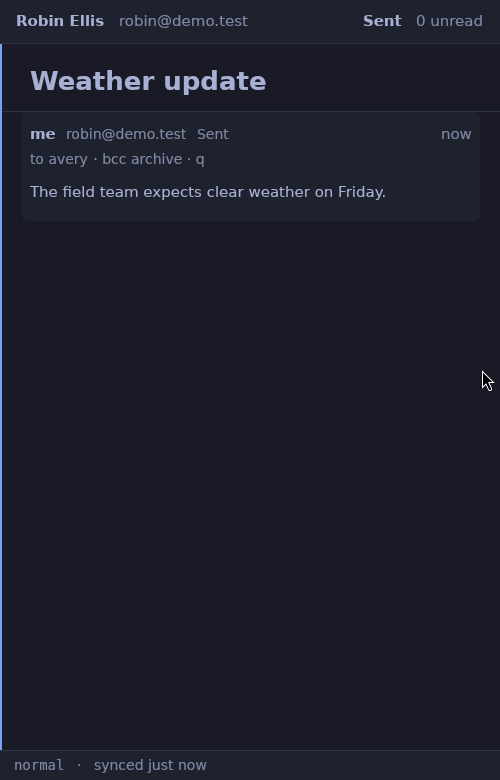 Robin Ellis robin@demo.test Sent 0 unread
Weather update
me robin@demo.test Sent now
to avery · bcc archive · q
The field team expects clear weather on Friday.
normal · synced just now